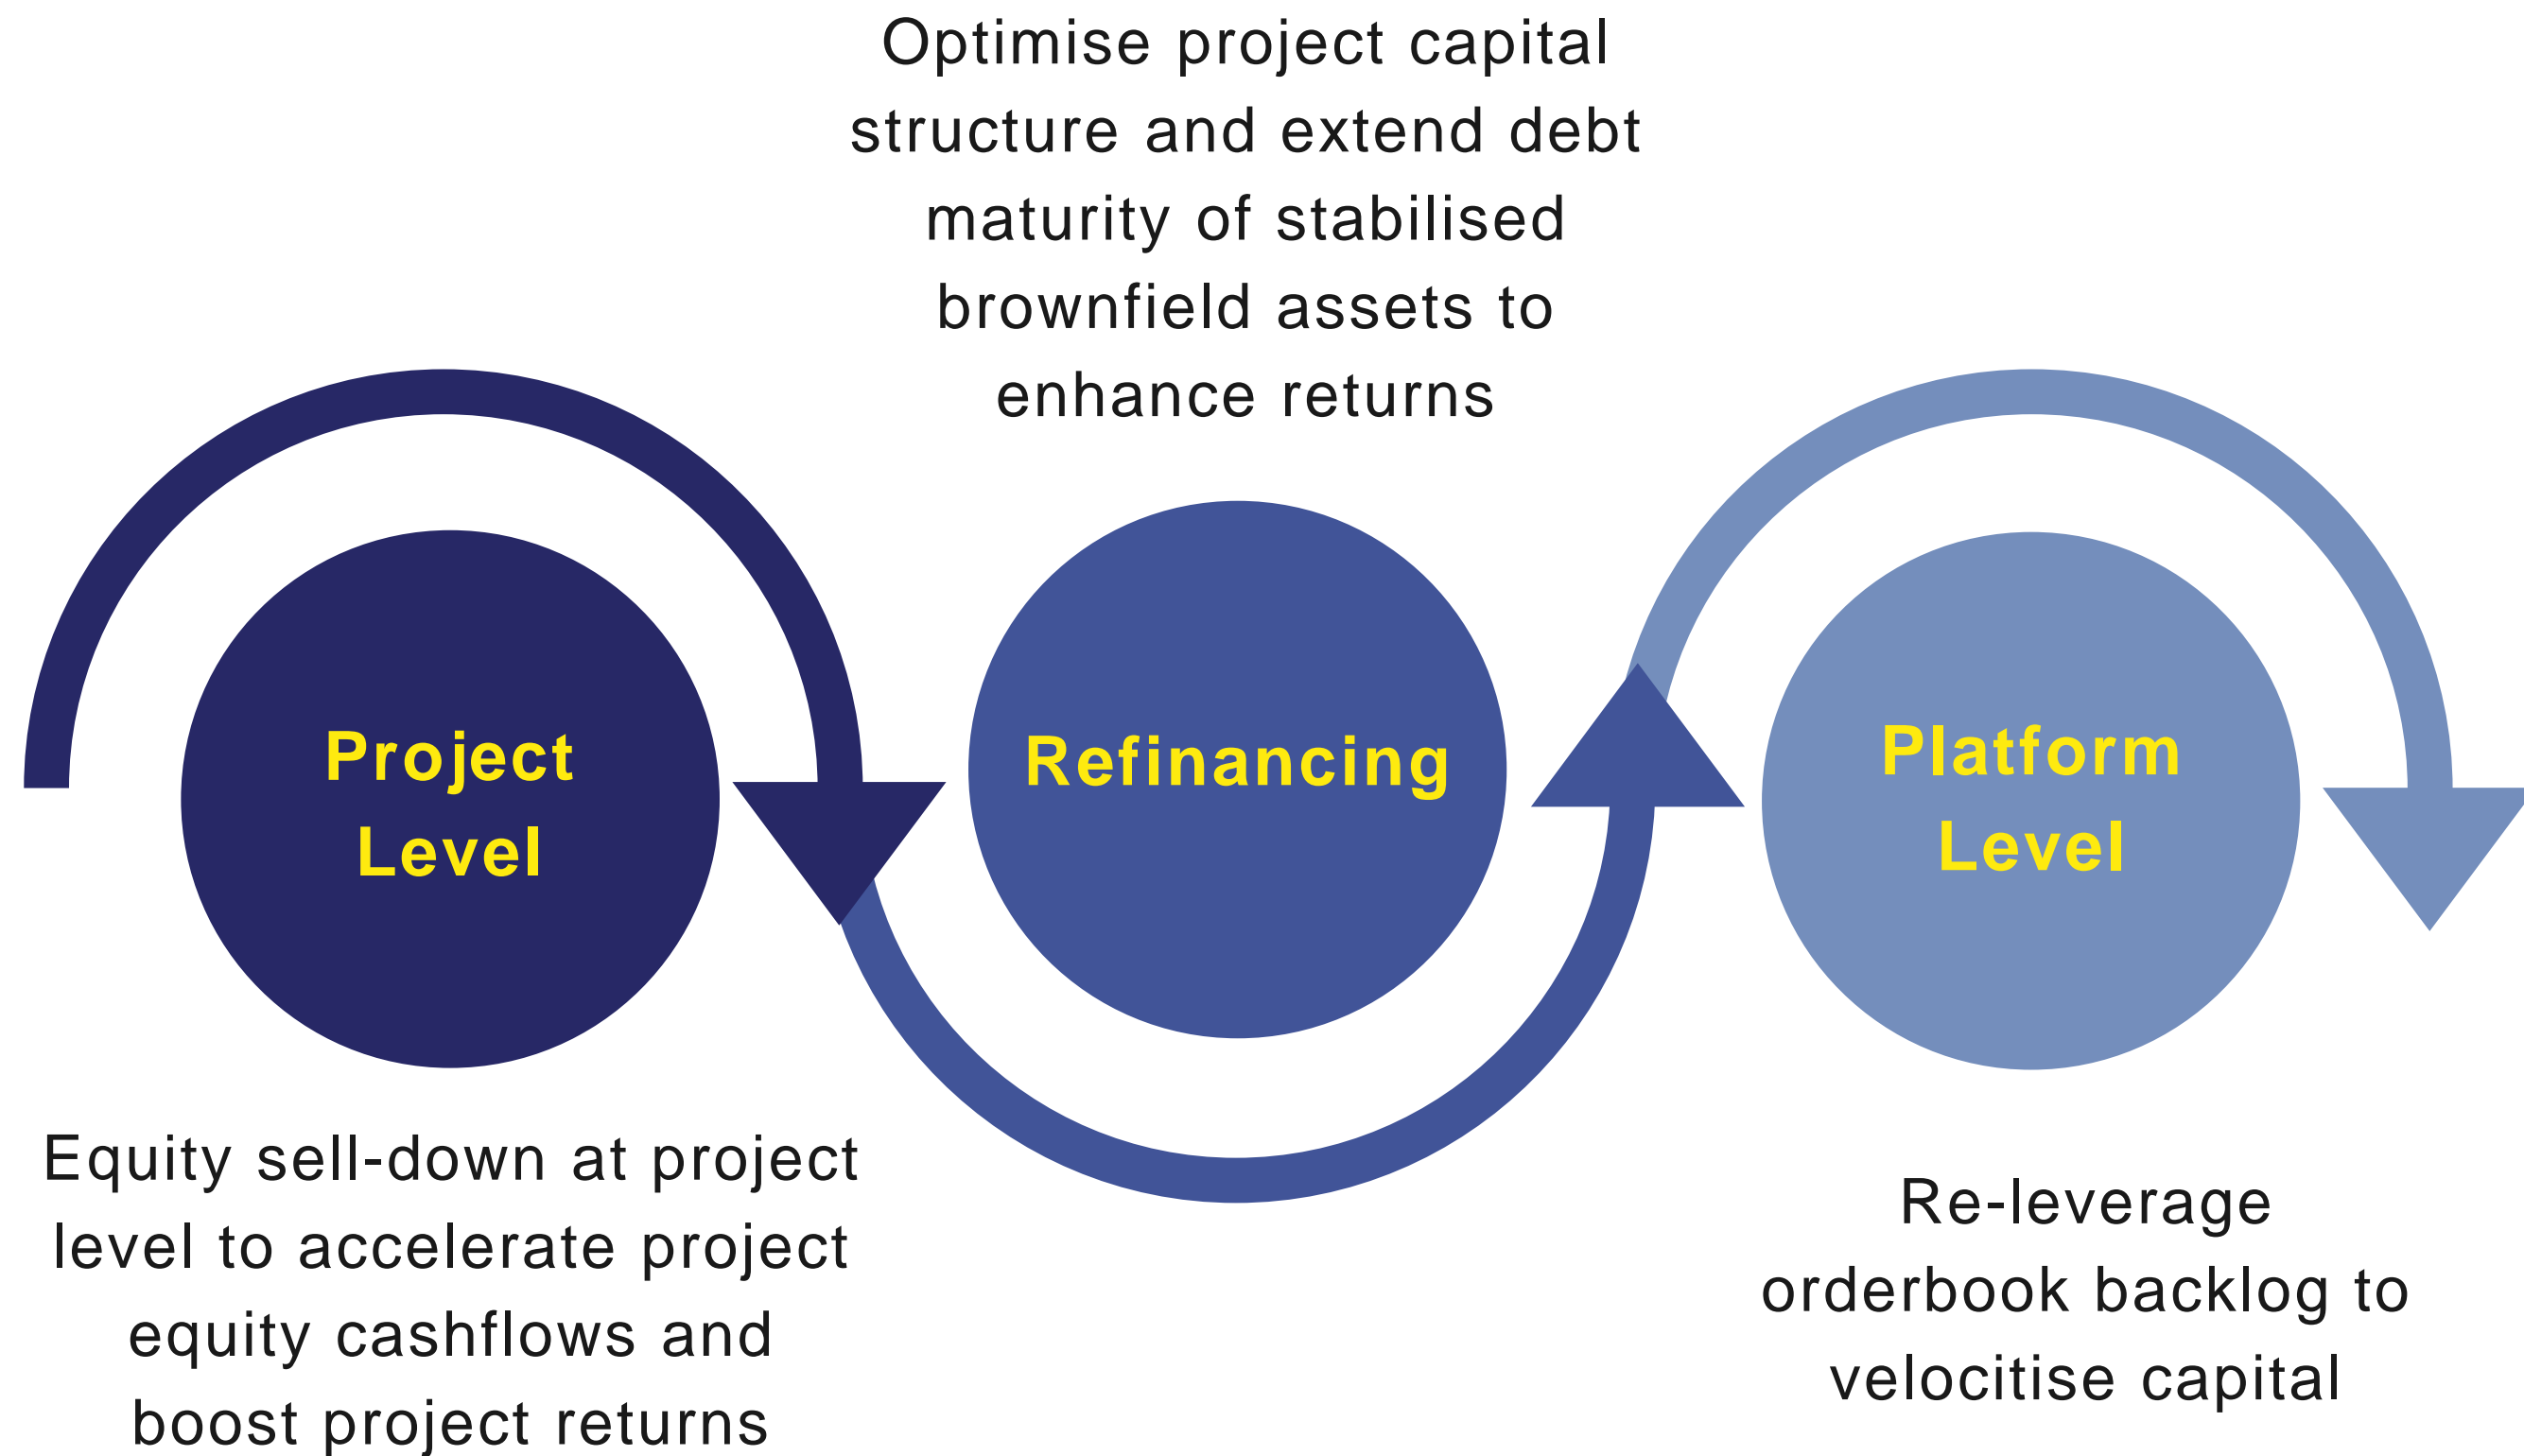 Optimise project capital
structure and extend debt
maturity of stabilised
brownfield assets to
enhance returns
Project
Level
Refinancing
Platform
Level
Equity sell-down at project
level to accelerate project
equity cashflows and
boost project returns
Re-leverage
orderbook backlog to
velocitise capital